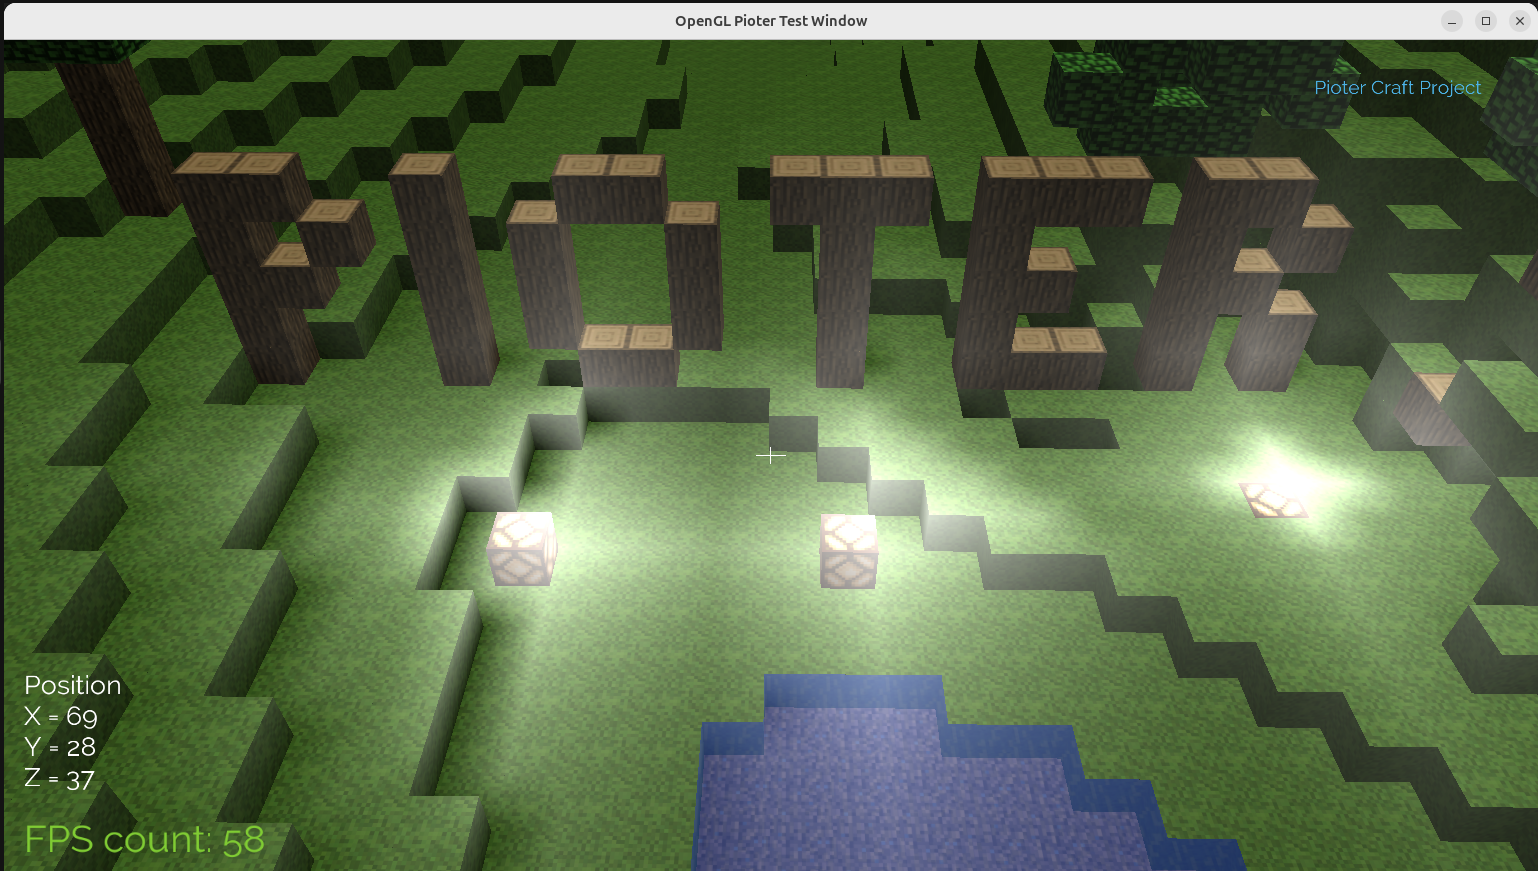 OpenGL Pioter Test Window
Pioter Craft Project
PIOTER
Position
X = 69
Y = 28
Z = 37
FPS count: 58